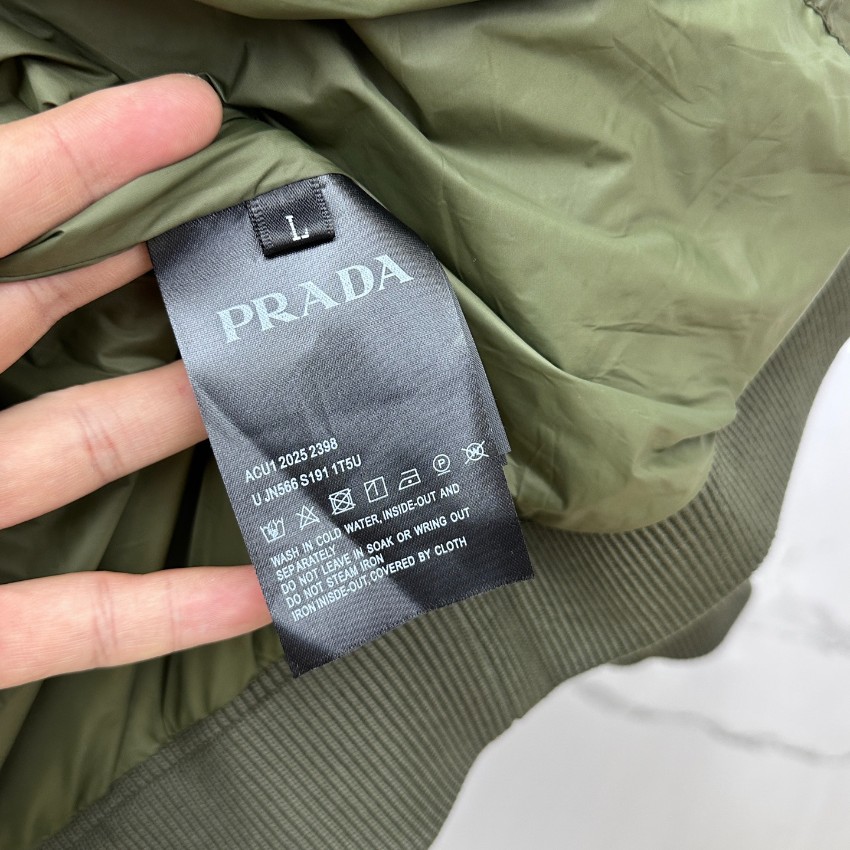 L
PRADA
ACU1 2025 2398
U JN566 S191 1T5U
WASH IN COLD WATER, INSIDE-OUT AND
SEPARATELY
DO NOT LEAVE IN SOAK OR WRING OUT
DO NOT STEAM IRON
IRON INISDE-OUT,COVERED BY CLOTH